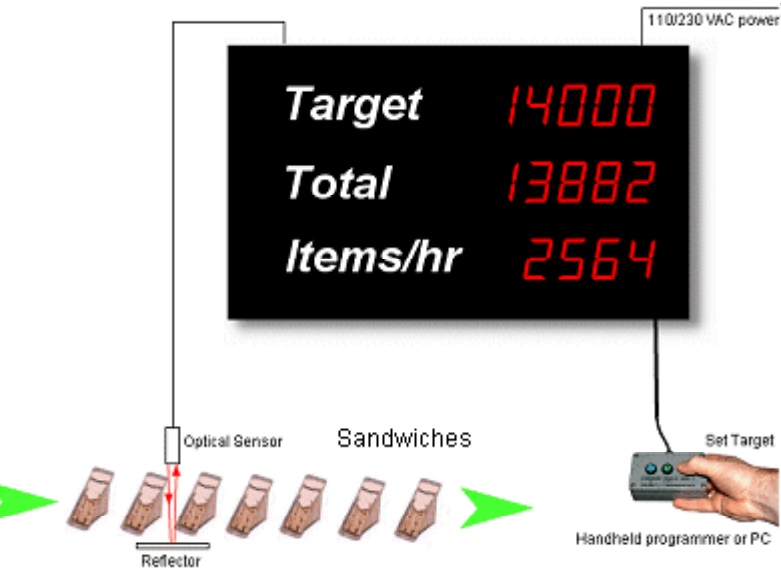 110/230 VAC power
Target 14000
Total 13882
Items/hr 2564
Optical Sensor
Sandwiches
Set Target
Handheld programmer or PC
Reflector